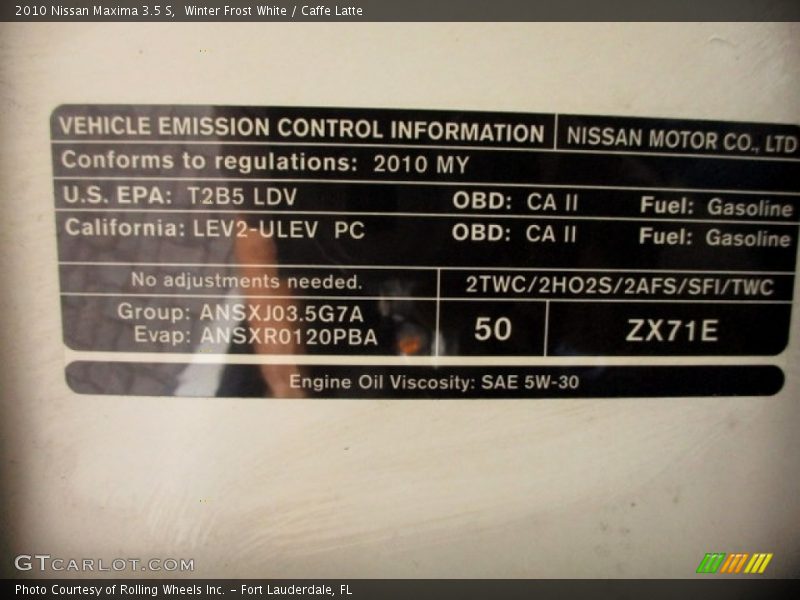 2010 Nissan Maxima 3.5 S,  Winter Frost White / Caffe Latte
VEHICLE EMISSION CONTROL INFORMATION NISSAN MOTOR CO., LTD
Conforms to regulations: 2010 MY
U.S. EPA: T2B5 LDV OBD: CA II Fuel: Gasoline
California: LEV2-ULEV PC OBD: CA II Fuel: Gasoline
No adjustments needed. 2TWC/2HO2S/2AFS/SFI/TWC
Group: ANSXJ03.5G7A
Evap: ANSXR0120PBA
50 ZX71E
Engine Oil Viscosity: SAE 5W-30
GTCARLOT.COM
Photo Courtesy of Rolling Wheels Inc. – Fort Lauderdale, FL